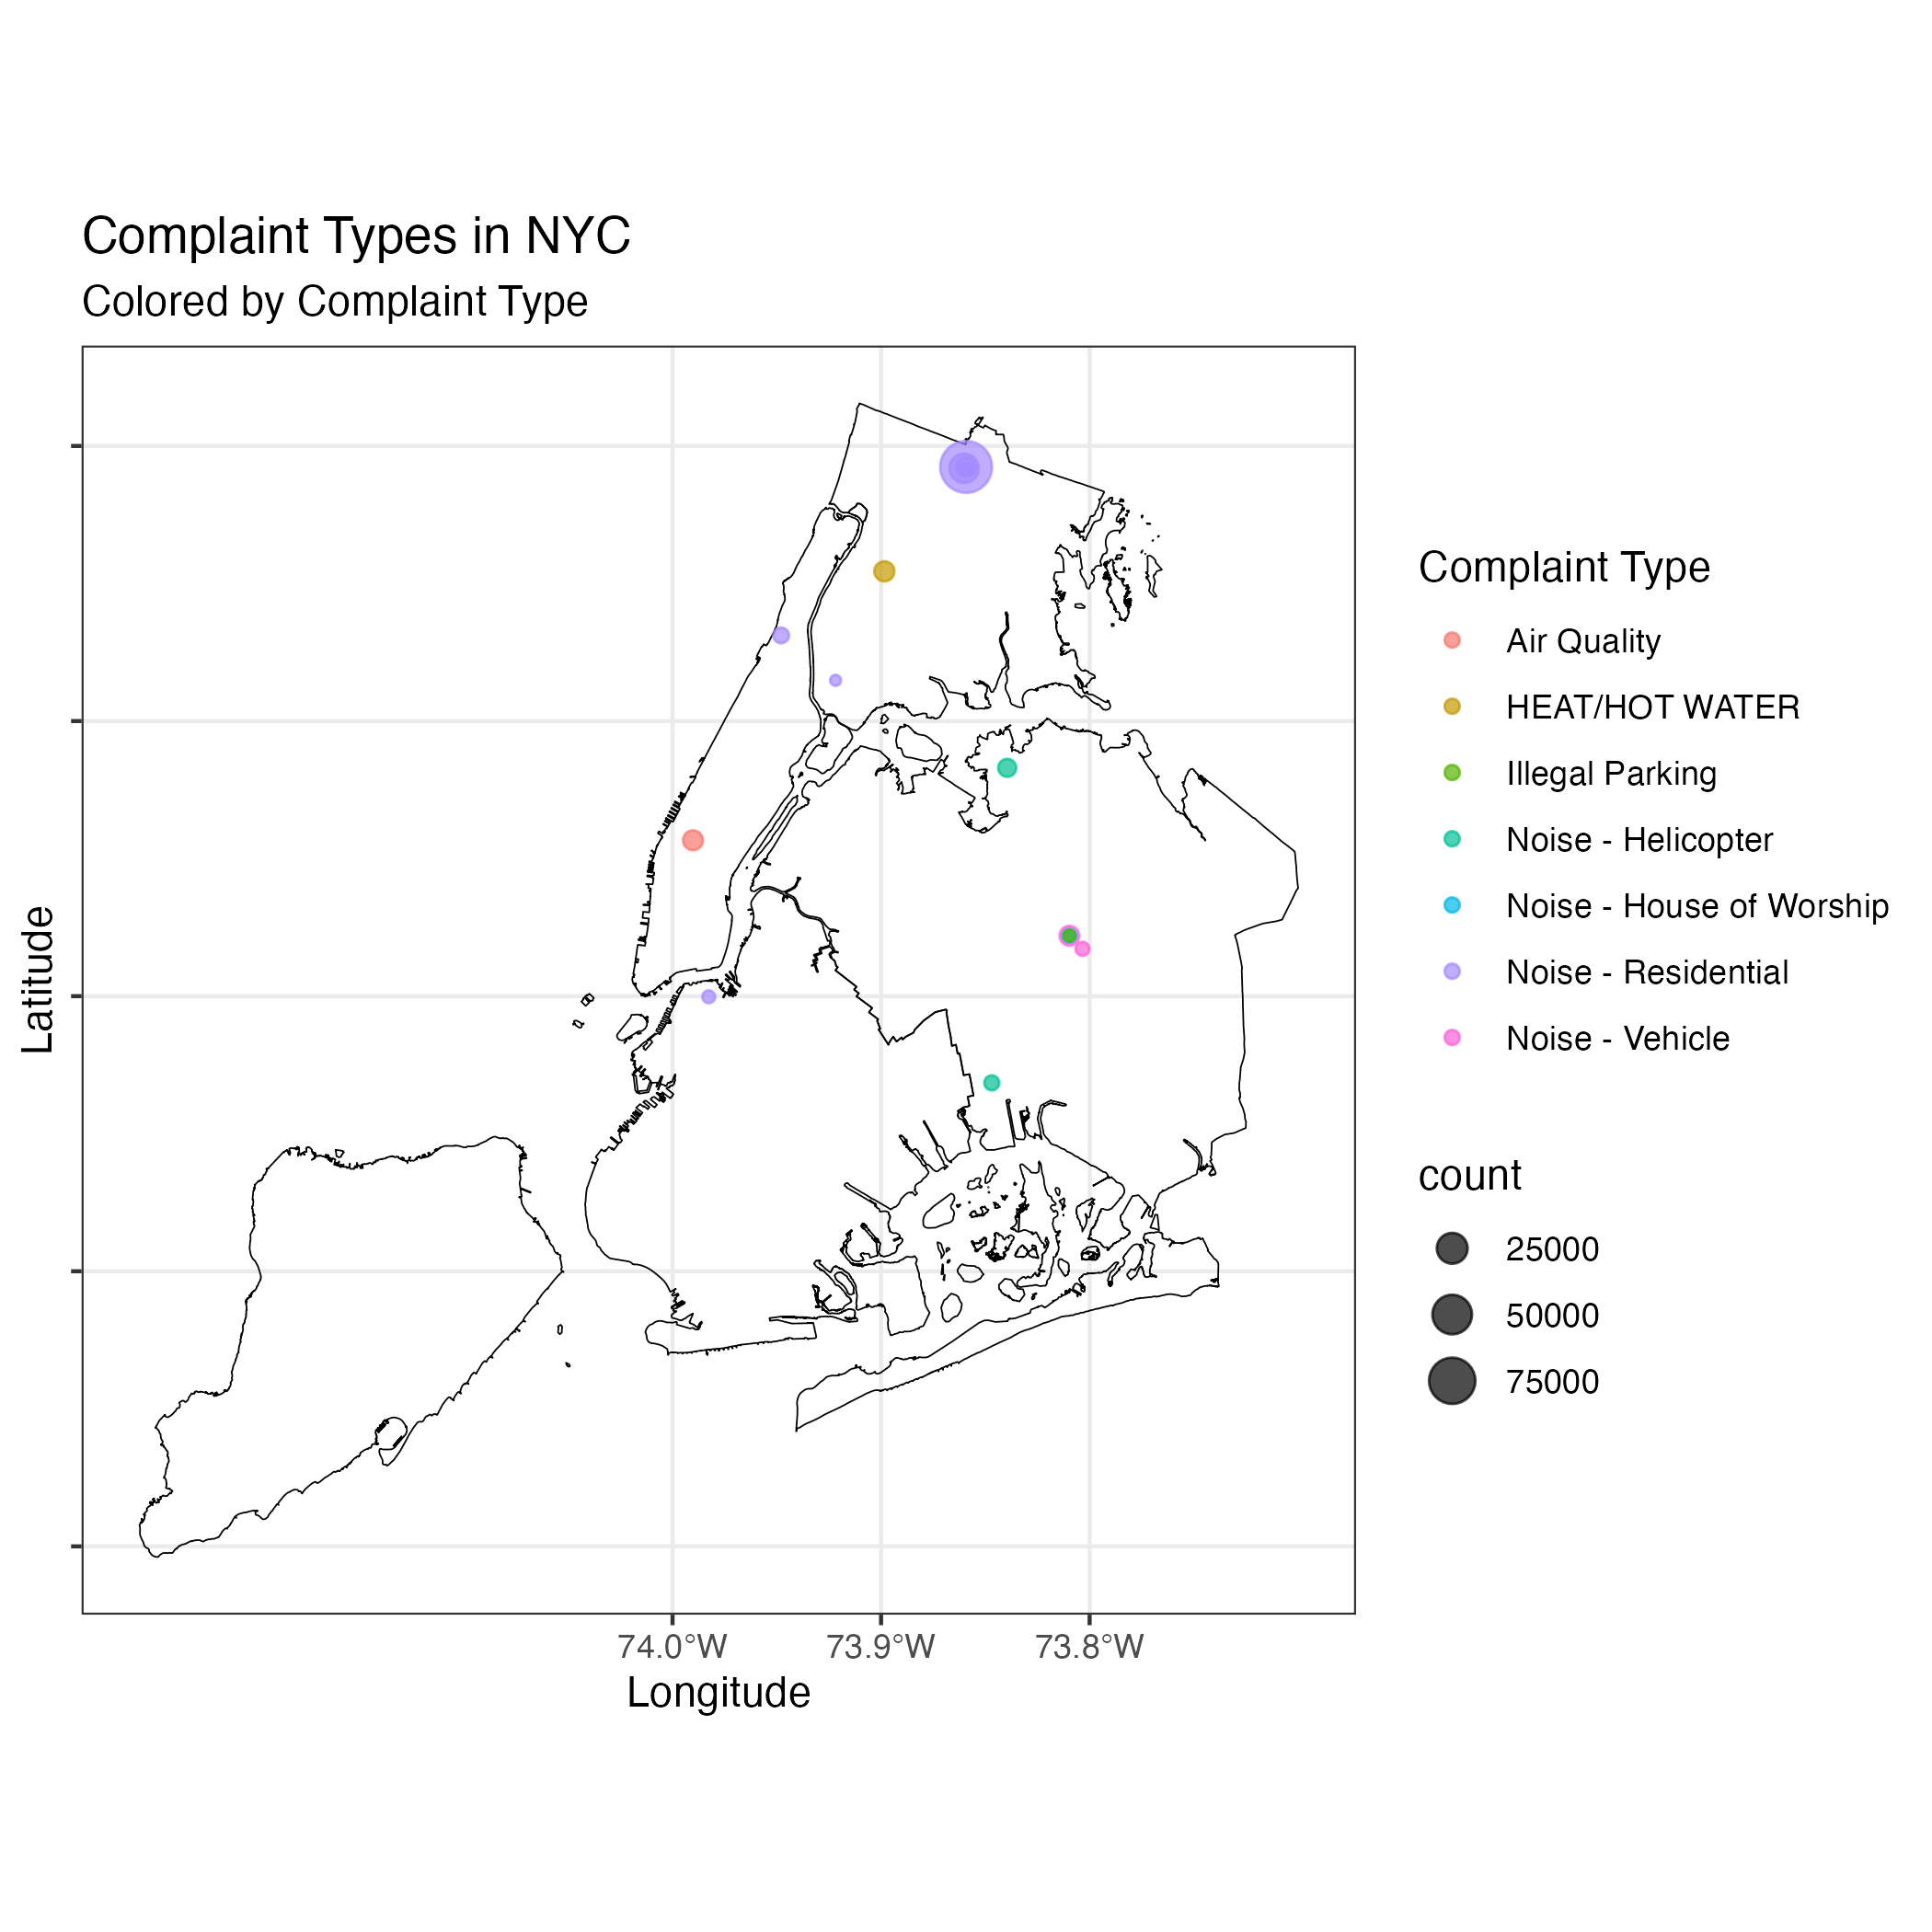 Complaint Types in NYC
Colored by Complaint Type
Latitude
74.0°W
73.9°W
73.8°W
Longitude
Complaint Type
Air Quality
HEAT/HOT WATER
Illegal Parking
Noise - Helicopter
Noise - House of Worship
Noise - Residential
Noise - Vehicle
count
25000
50000
75000